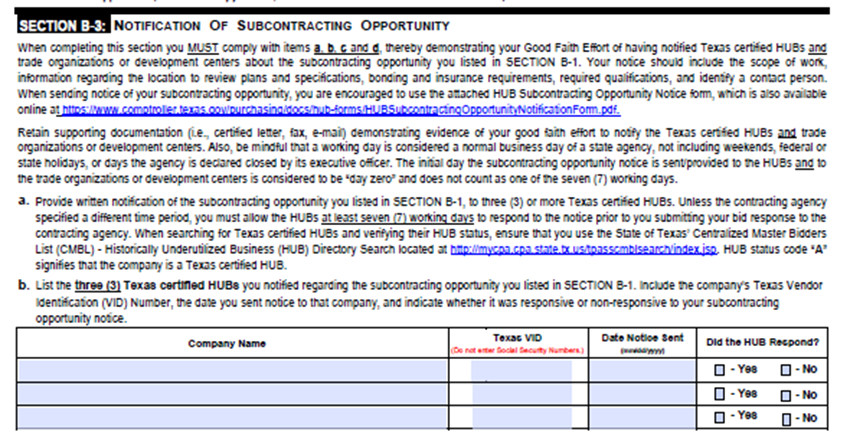 SECTION B-3: NOTIFICATION OF SUBCONTRACTING OPPORTUNITY
When completing this section you MUST comply with items a, b, c and d, thereby demonstrating your Good Faith Effort of having notified Texas certified HUBs and
trade organizations or development centers about the subcontracting opportunity you listed in SECTION B-1. Your notice should include the scope of work,
information regarding the location to review plans and specifications, bonding and insurance requirements, required qualifications, and identify a contact person.
When sending notice of your subcontracting opportunity, you are encouraged to use the attached HUB Subcontracting Opportunity Notice form, which is also available
online at https://www.comptroller.texas.gov/purchasing/docs/hub-forms/HUBSubcontractingOpportunityNotificationForm.pdf.
Retain supporting documentation (i.e., certified letter, fax, e-mail) demonstrating evidence of your good faith effort to notify the Texas certified HUBs and trade
organizations or development centers. Also, be mindful that a working day is considered a normal business day of a state agency, not including weekends, federal or
state holidays, or days the agency is declared closed by its executive officer. The initial day the subcontracting opportunity notice is sent/provided to the HUBs and to
the trade organizations or development centers is considered to be "day zero" and does not count as one of the seven (7) working days.
a. Provide written notification of the subcontracting opportunity you listed in SECTION B-1, to three (3) or more Texas certified HUBs. Unless the contracting agency
specified a different time period, you must allow the HUBs at least seven (7) working days to respond to the notice prior to you submitting your bid response to the
contracting agency. When searching for Texas certified HUBs and verifying their HUB status, ensure that you use the State of Texas' Centralized Master Bidders
List (CMBL) - Historically Underutilized Business (HUB) Directory Search located at http://mycpa.cpa.state.tx.us/tpasscmblsearch/index.jsp. HUB status code "A"
signifies that the company is a Texas certified HUB.
b. List the three (3) Texas certified HUBs you notified regarding the subcontracting opportunity you listed in SECTION B-1. Include the company's Texas Vendor
Identification (VID) Number, the date you sent notice to that company, and indicate whether it was responsive or non-responsive to your subcontracting
opportunity notice.
Company Name Texas VID Date Notice Sent Did the HUB Respond?
(Do not enter Social Security Numbers.) (mm/dd/yyyy)
- Yes - No
- Yes - No
- Yes - No